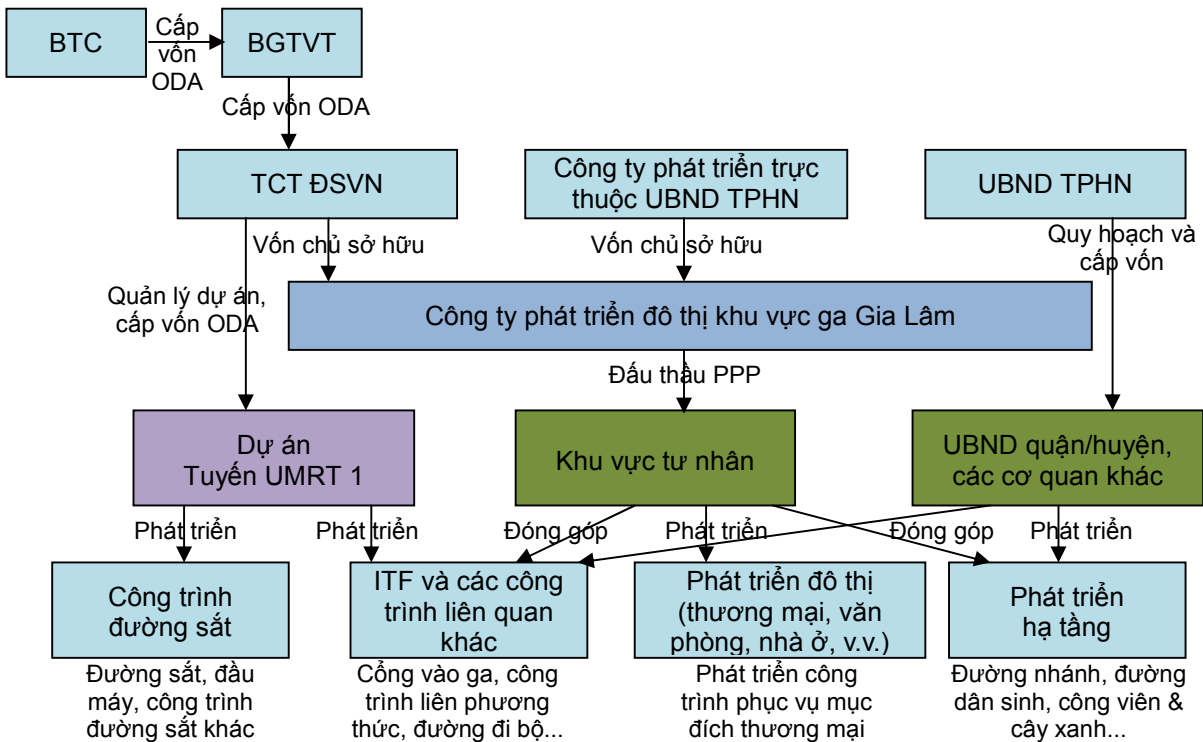 BTC
Cấp
vốn
ODA
BGTVT
Cấp vốn ODA
TCT ĐSVN
Công ty phát triển trực
thuộc UBND TPHN
UBND TPHN
Vốn chủ sở hữu
Vốn chủ sở hữu
Quy hoạch và
cấp vốn
Quản lý dự án,
cấp vốn ODA
Công ty phát triển đô thị khu vực ga Gia Lâm
Đấu thầu PPP
Dự án
Tuyến UMRT 1
Khu vực tư nhân
UBND quận/huyện,
các cơ quan khác
Phát triển
Phát triển
Đóng góp
Phát triển
Đóng góp
Phát triển
Công trình
đường sắt
ITF và các công
trình liên quan
khác
Phát triển đô thị
(thương mại, văn
phòng, nhà ở, v.v.)
Phát triển
hạ tầng
Đường sắt, đầu
máy, công trình
đường sắt khác
Cổng vào ga, công
trình liên phương
thức, đường đi bộ...
Phát triển công
trình phục vụ mục
đích thương mại
Đường nhánh, đường
dân sinh, công viên &
cây xanh...